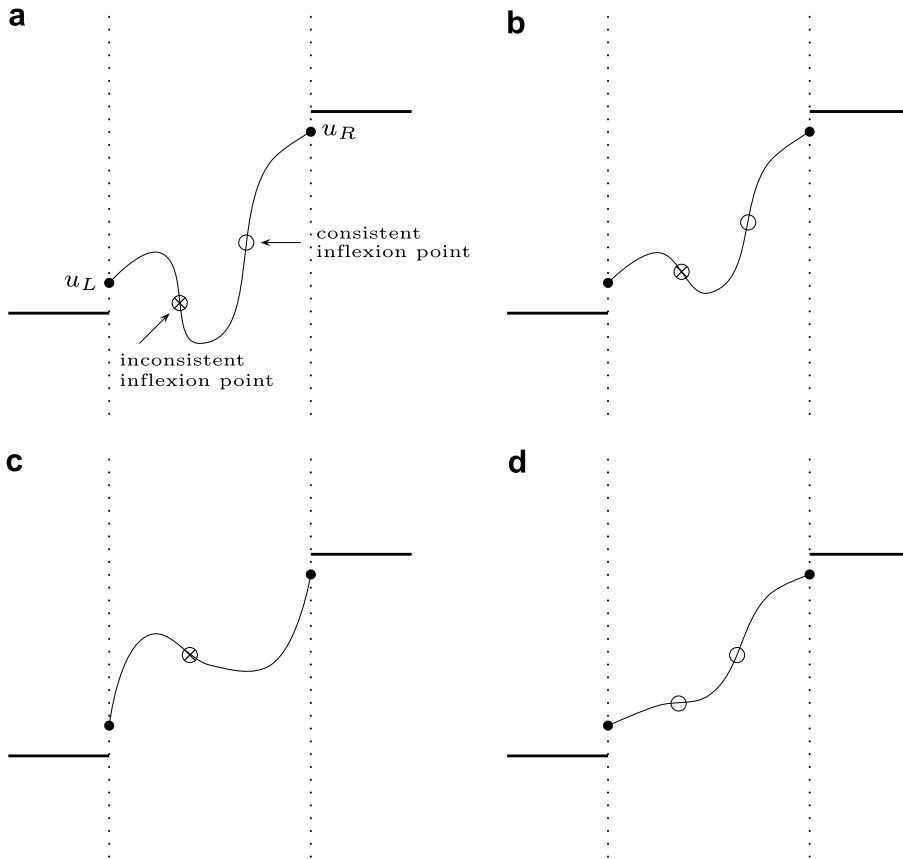 a
b
u_R
consistent
inflexion point
u_L
inconsistent
inflexion point
c
d